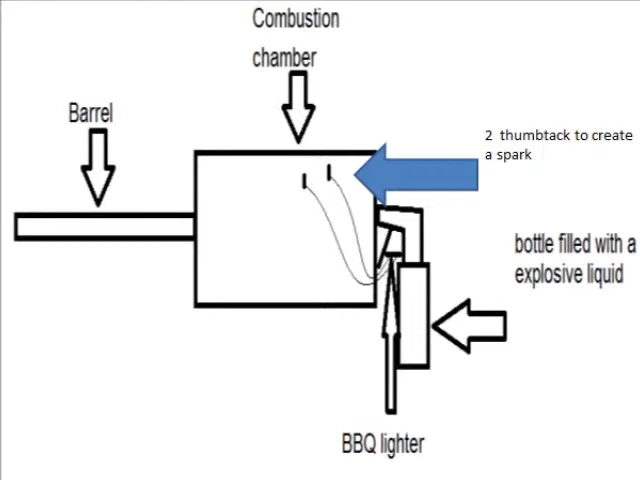 Combustion
chamber
Barrel
2 thumbtack to create
a spark
bottle filled with a
explosive liquid
BBQ lighter